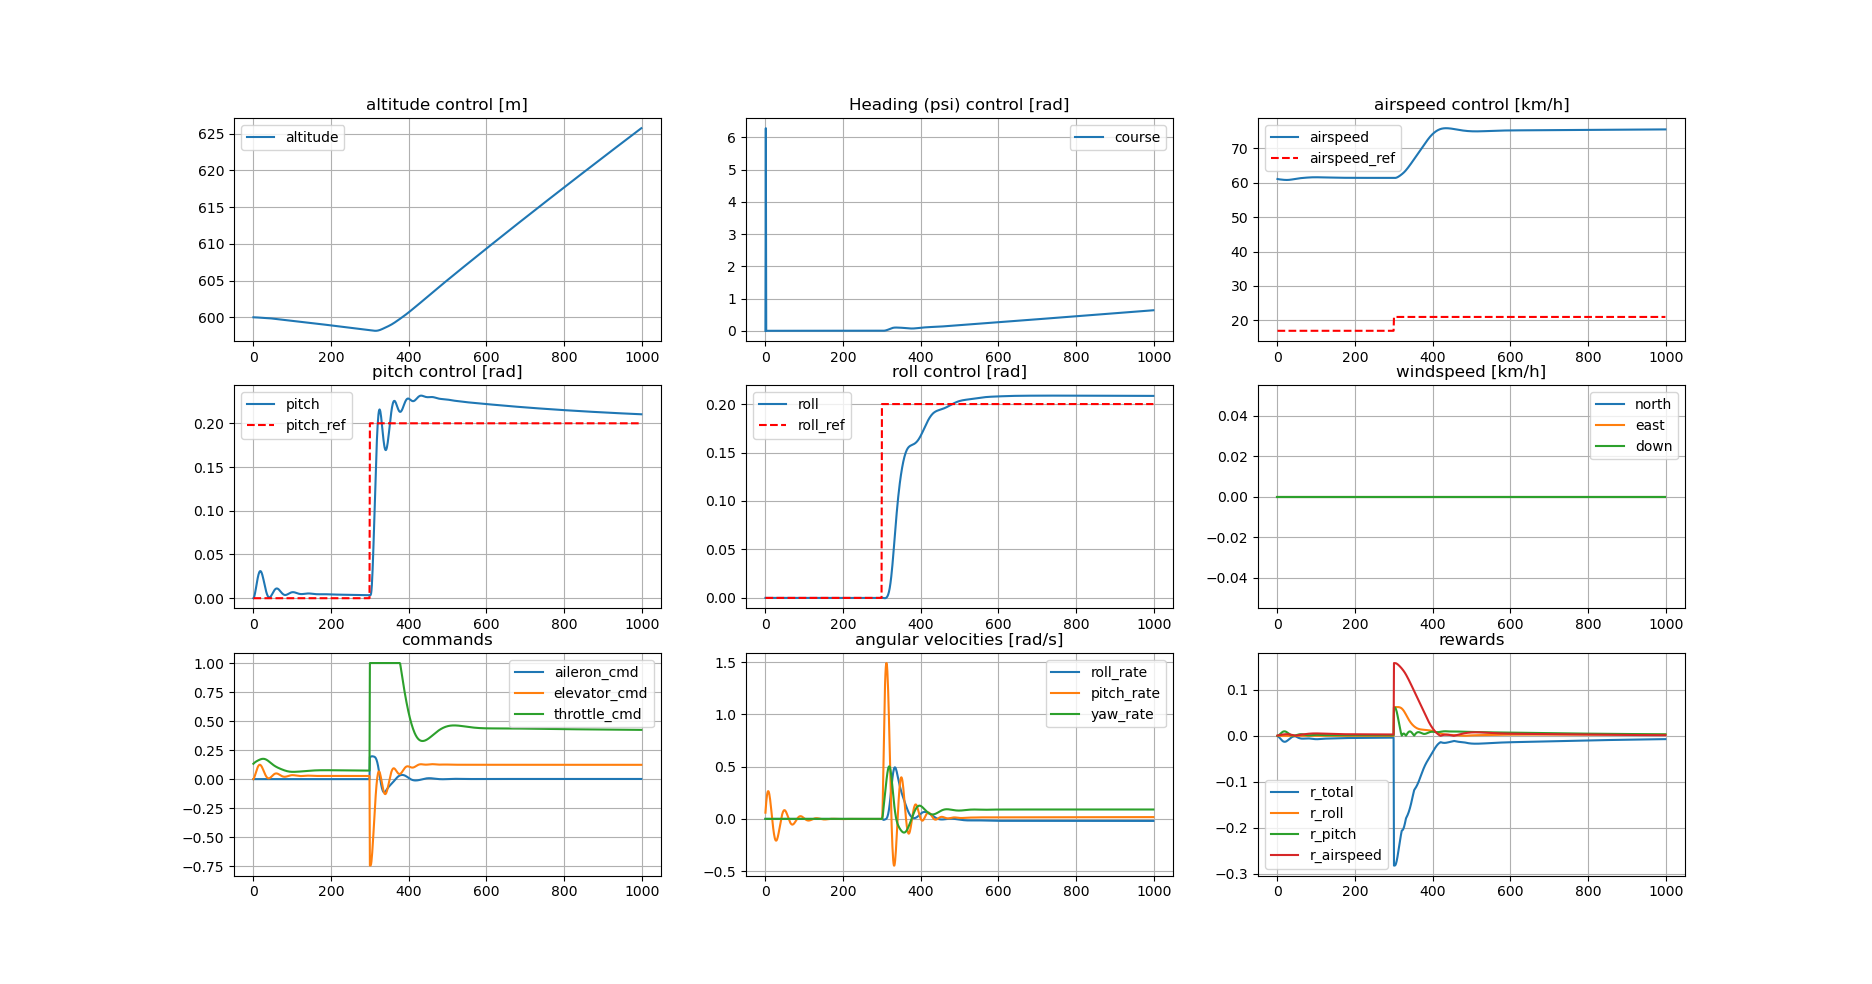 altitude control [m]
altitude
625
620
615
610
605
600
0 200 400 600 800 1000
Heading (psi) control [rad]
course
6
5
4
3
2
1
0
0 200 400 600 800 1000
airspeed control [km/h]
airspeed
airspeed_ref
70
60
50
40
30
20
0 200 400 600 800 1000
pitch control [rad]
pitch
pitch_ref
0.20
0.15
0.10
0.05
0.00
0 200 400 600 800 1000
roll control [rad]
roll
roll_ref
0.20
0.15
0.10
0.05
0.00
0 200 400 600 800 1000
windspeed [km/h]
north
east
down
0.04
0.02
0.00
−0.02
−0.04
0 200 400 600 800 1000
commands
aileron_cmd
elevator_cmd
throttle_cmd
1.00
0.75
0.50
0.25
0.00
−0.25
−0.50
−0.75
0 200 400 600 800 1000
angular velocities [rad/s]
roll_rate
pitch_rate
yaw_rate
1.5
1.0
0.5
0.0
−0.5
0 200 400 600 800 1000
rewards
r_total
r_roll
r_pitch
r_airspeed
0.1
0.0
−0.1
−0.2
−0.3
0 200 400 600 800 1000